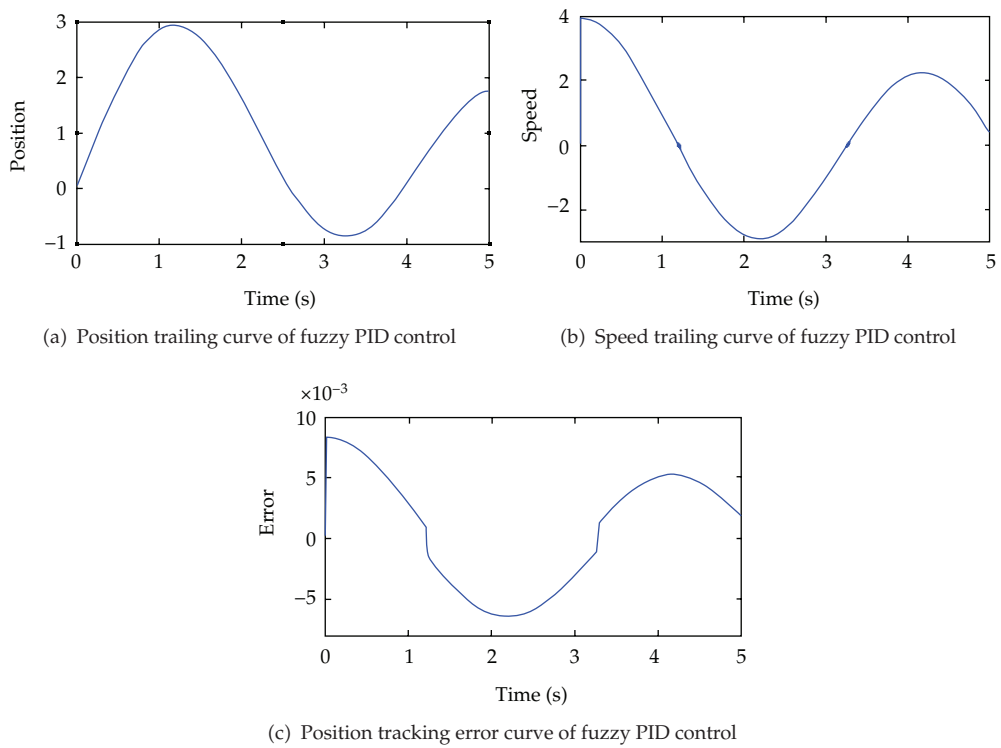 3
2
1
0
−1
Position
0 1 2 3 4 5
Time (s)
(a) Position trailing curve of fuzzy PID control
4
2
0
−2
Speed
0 1 2 3 4 5
Time (s)
(b) Speed trailing curve of fuzzy PID control
×10−3
10
5
0
−5
Error
0 1 2 3 4 5
Time (s)
(c) Position tracking error curve of fuzzy PID control